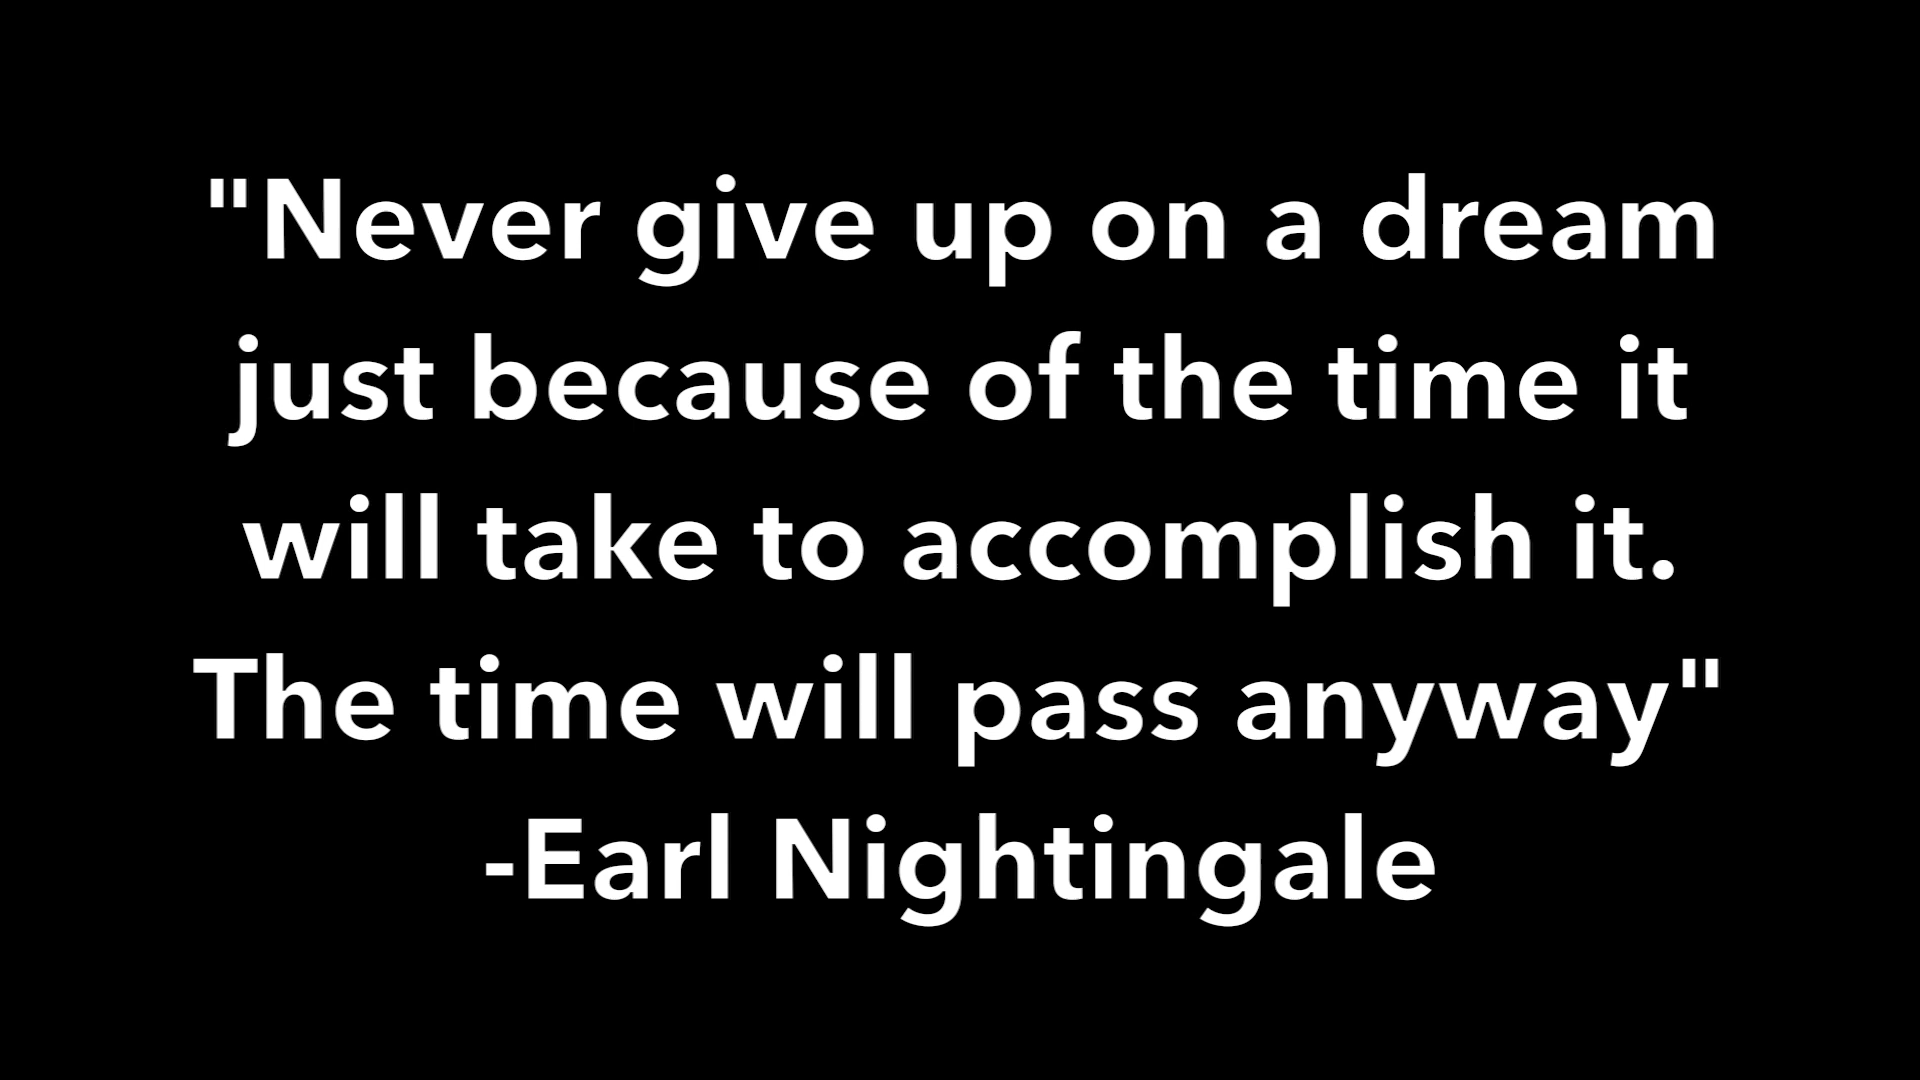 "Never give up on a dream
just because of the time it
will take to accomplish it.
The time will pass anyway"
-Earl Nightingale